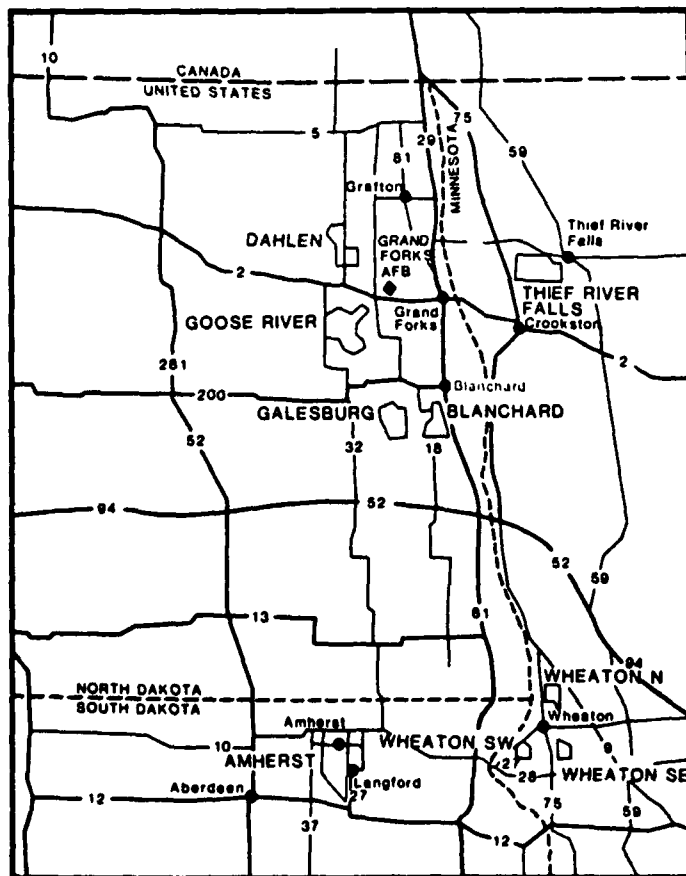 10
CANADA
UNITED STATES
5
29
75
MINNESOTA
59
81
Grafton
DAHLEN
GRAND
FORKS
AFB
Thief River
Falls
2
THIEF RIVER
FALLS
GOOSE RIVER
Grand
Forks
Crookston
2
281
200
Blanchard
GALESBURG
BLANCHARD
32
18
52
94
52
52
59
13
81
94
WHEATON N
NORTH DAKOTA
SOUTH DAKOTA
Amherst
Wheaton
10
WHEATON SW
9
AMHERST
27
Langford
28
WHEATON SE
Aberdeen
27
12
75
59
37
12